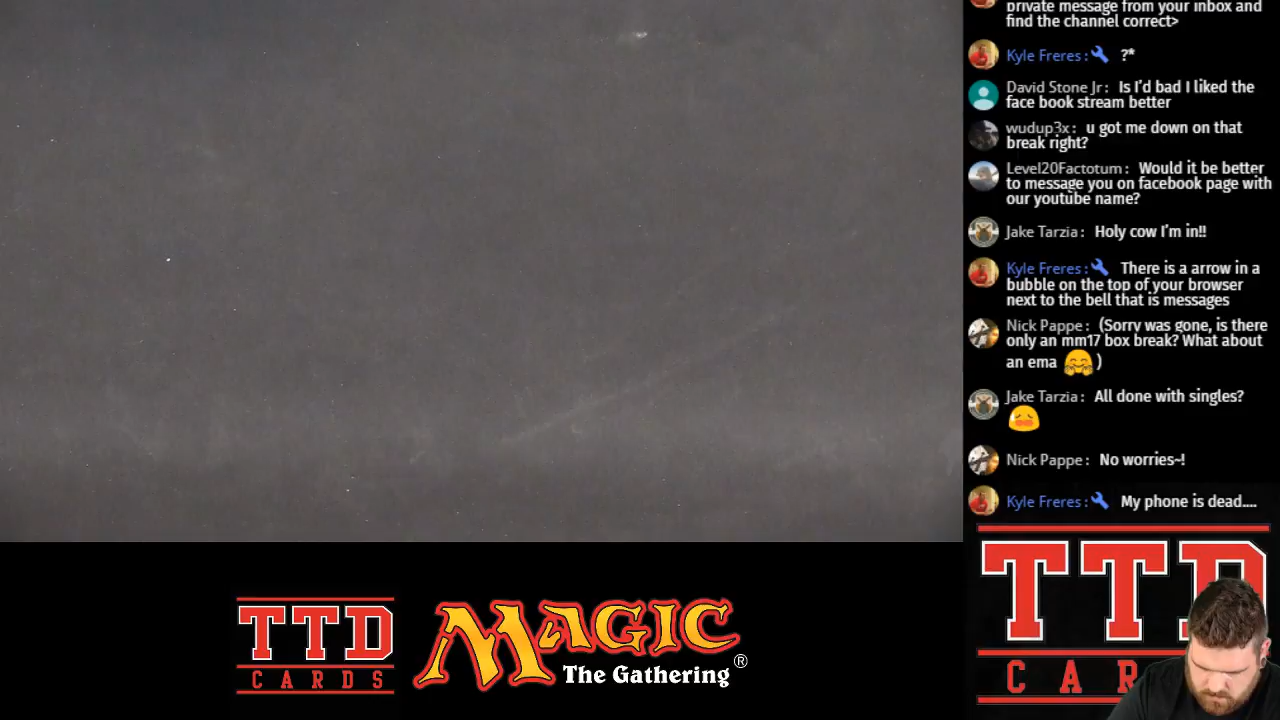 private message from your inbox and
find the channel correct>
Kyle Freres: ?*
David Stone Jr: Is I'd bad I liked the
face book stream better
wudup3x: u got me down on that
break right?
Level20Factotum: Would it be better
to message you on facebook page with
our youtube name?
Jake Tarzia: Holy cow I'm in!!
Kyle Freres: There is a arrow in a
bubble on the top of your browser
next to the bell that is messages
Nick Pappe: (Sorry was gone, is there
only an mm17 box break? What about
an ema 🤗)
Jake Tarzia: All done with singles?
😩
Nick Pappe: No worries~!
Kyle Freres: My phone is dead....
TTD
CAR
TTD
CARDS
MAGIC
The Gathering®